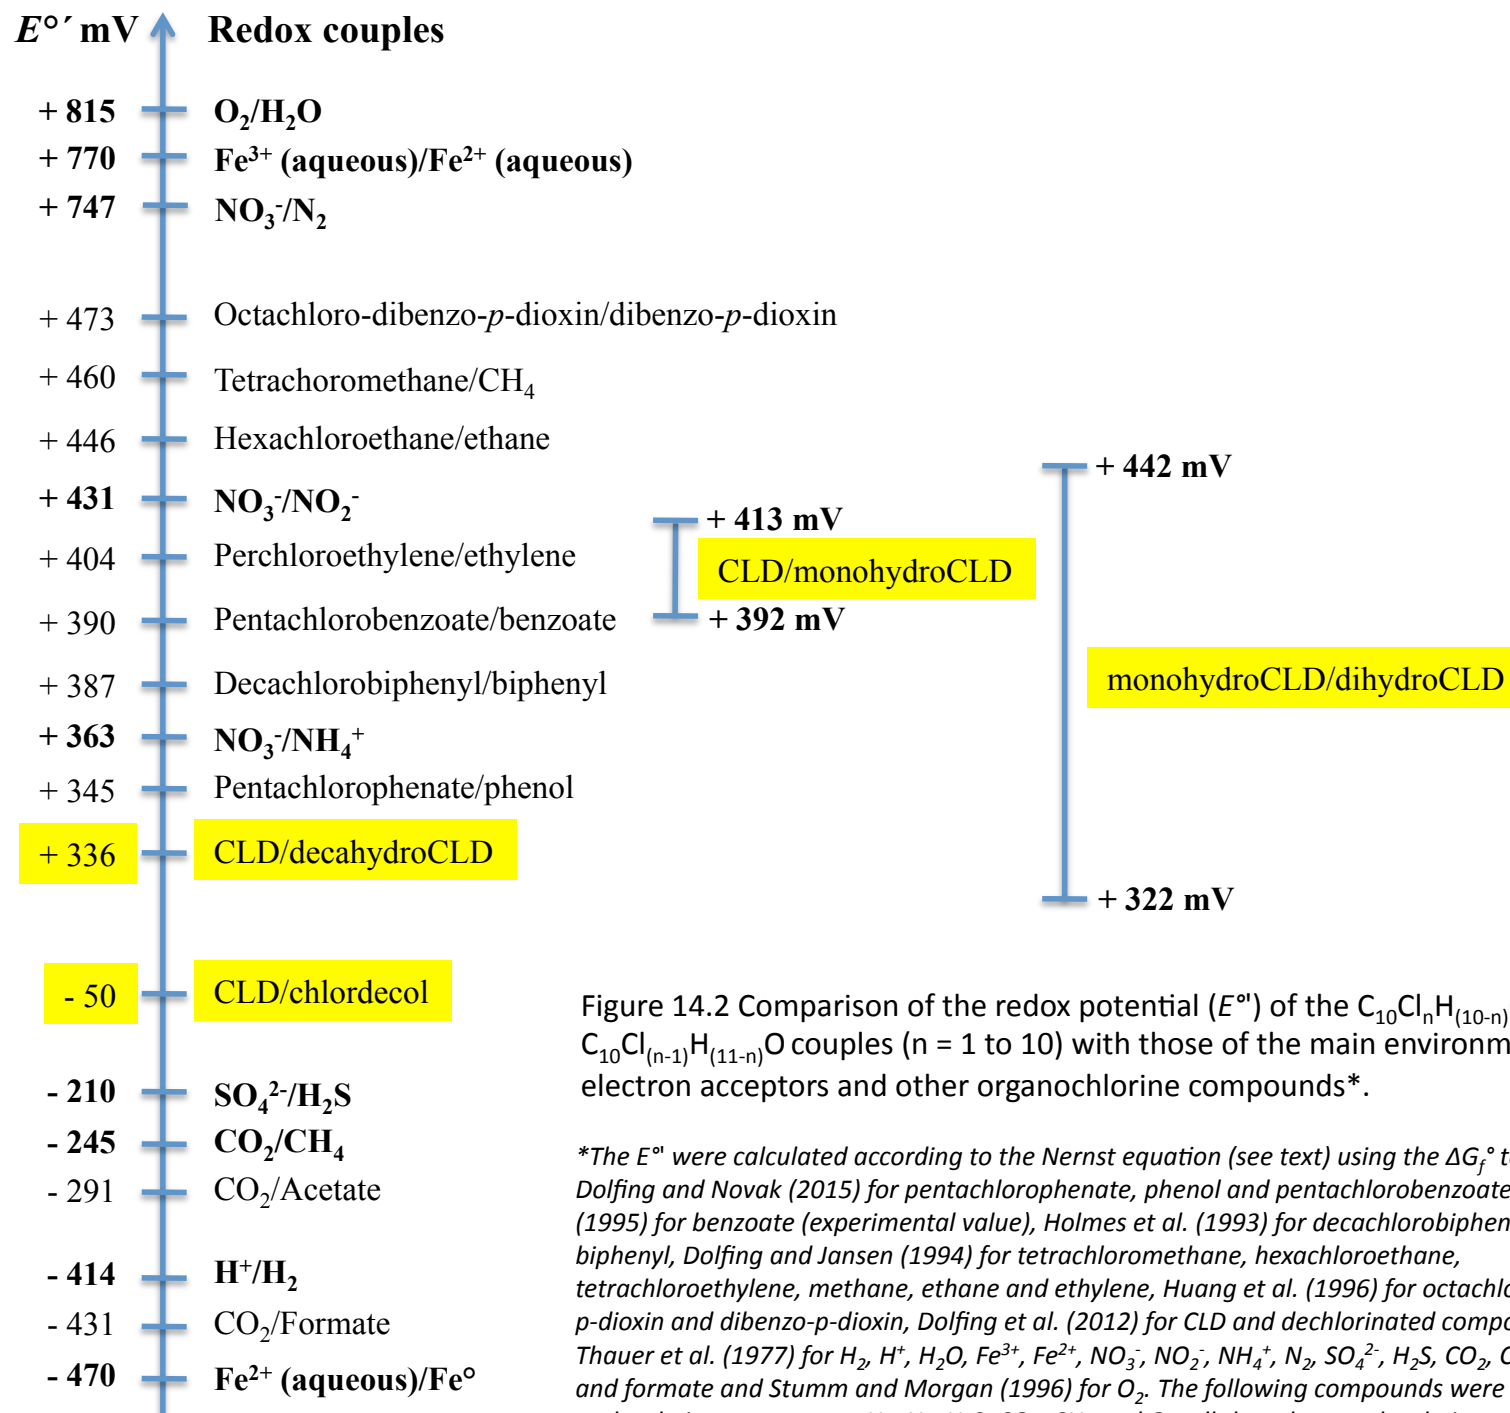 E°´ mV Redox couples
+ 815 O₂/H₂O
+ 770 Fe³⁺ (aqueous)/Fe²⁺ (aqueous)
+ 747 NO₃⁻/N₂
+ 473 Octachloro-dibenzo-p-dioxin/dibenzo-p-dioxin
+ 460 Tetrachoromethane/CH₄
+ 446 Hexachloroethane/ethane
+ 442 mV
+ 431 NO₃⁻/NO₂⁻
+ 413 mV
+ 404 Perchloroethylene/ethylene
CLD/monohydroCLD
+ 390 Pentachlorobenzoate/benzoate
+ 392 mV
+ 387 Decachlorobiphenyl/biphenyl
monohydroCLD/dihydroCLD
+ 363 NO₃⁻/NH₄⁺
+ 345 Pentachlorophenate/phenol
+ 336 CLD/decahydroCLD
+ 322 mV
- 50 CLD/chlordecol
Figure 14.2 Comparison of the redox potential (E°') of the C₁₀ClₙH₍₁₀₋ₙ₎
C₁₀Cl₍ₙ₋₁₎H₍₁₁₋ₙ₎O couples (n = 1 to 10) with those of the main
electron acceptors and other organochlorine compounds*.
- 210 SO₄²⁻/H₂S
- 245 CO₂/CH₄
- 291 CO₂/Acetate
- 414 H⁺/H₂
- 431 CO₂/Formate
- 470 Fe²⁺ (aqueous)/Fe°
*The E°' were calculated according to the Nernst equation (see text) using the ΔG_f°
Dolfing and Novak (2015) for pentachlorophenate, phenol and pentachlorobenzoate
(1995) for benzoate (experimental value), Holmes et al. (1993) for
biphenyl, Dolfing and Jansen (1994) for tetrachloromethane, hexachloroethane,
tetrachloroethylene, methane, ethane and ethylene, Huang et al. (1996) for
p-dioxin and dibenzo-p-dioxin, Dolfing et al. (2012) for CLD and dechlorinated
Thauer et al. (1977) for H₂, H⁺, H₂O, Fe³⁺, Fe²⁺, NO₃⁻, NO₂⁻, NH₄⁺, N₂, SO₄²⁻, H₂S, CO₂,
and formate and Stumm and Morgan (1996) for O₂. The following compounds were